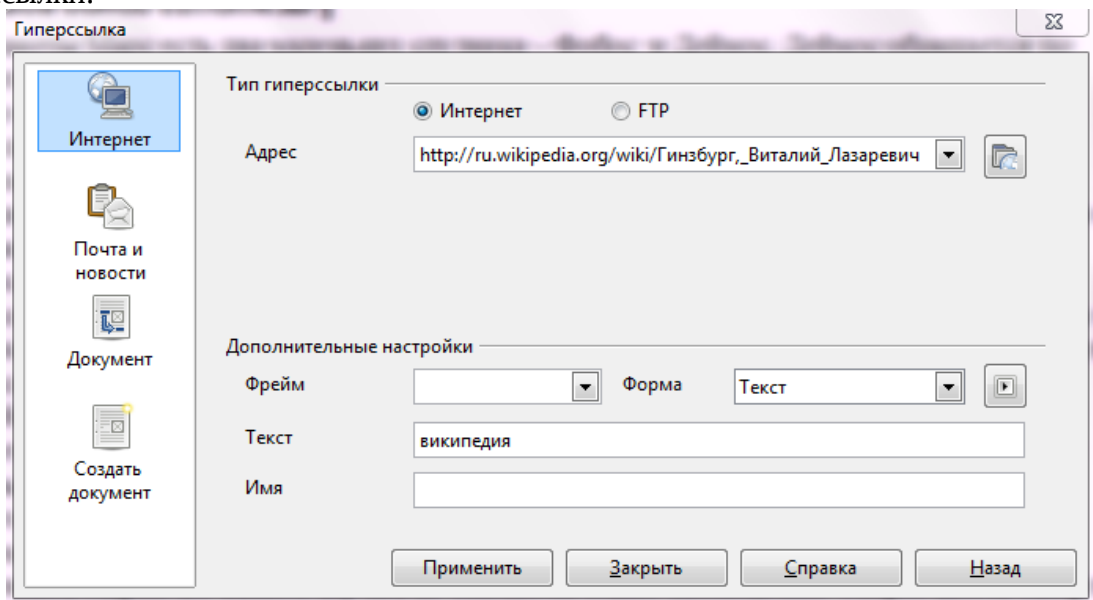 Гиперссылка
Интернет
Почта и
новости
Документ
Создать
документ
Тип гиперссылки
Интернет
FTP
Адрес
http://ru.wikipedia.org/wiki/Гинзбург,_Виталий_Лазаревич
Дополнительные настройки
Фрейм
Форма
Текст
Текст
википедия
Имя
Применить
Закрыть
Справка
Назад